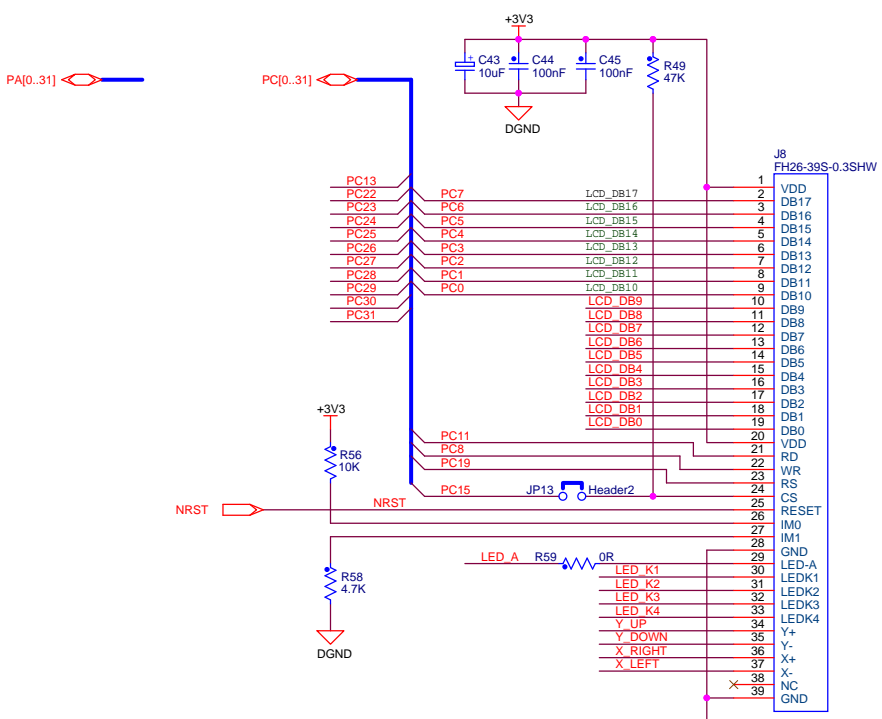 +3V3
PA[0..31]
PC[0..31]
C43
10uF
C44
100nF
C45
100nF
R49
47K
DGND
J8
FH26-39S-0.3SHW
PC13
PC22
PC23
PC24
PC25
PC26
PC27
PC28
PC29
PC30
PC31
PC7
PC6
PC5
PC4
PC3
PC2
PC1
PC0
LCD_DB17
LCD_DB16
LCD_DB15
LCD_DB14
LCD_DB13
LCD_DB12
LCD_DB11
LCD_DB10
LCD_DB9
LCD_DB8
LCD_DB7
LCD_DB6
LCD_DB5
LCD_DB4
LCD_DB3
LCD_DB2
LCD_DB1
LCD_DB0
1 VDD
2 DB17
3 DB16
4 DB15
5 DB14
6 DB13
7 DB12
8 DB11
9 DB10
10 DB9
11 DB8
12 DB7
13 DB6
14 DB5
15 DB4
16 DB3
17 DB2
18 DB1
19 DB0
20 VDD
21 RD
22 WR
23 RS
24 CS
25 RESET
26 IM0
27 IM1
28 GND
29 LED-A
30 LEDK1
31 LEDK2
32 LEDK3
33 LEDK4
34 Y+
35 Y-
36 X+
37 X-
38 NC
39 GND
+3V3
R56
10K
PC11
PC8
PC19
PC15
JP13
Header2
NRST
NRST
LED_A
R59
0R
R58
4.7K
DGND
LED_K1
LED_K2
LED_K3
LED_K4
Y_UP
Y_DOWN
X_RIGHT
X_LEFT